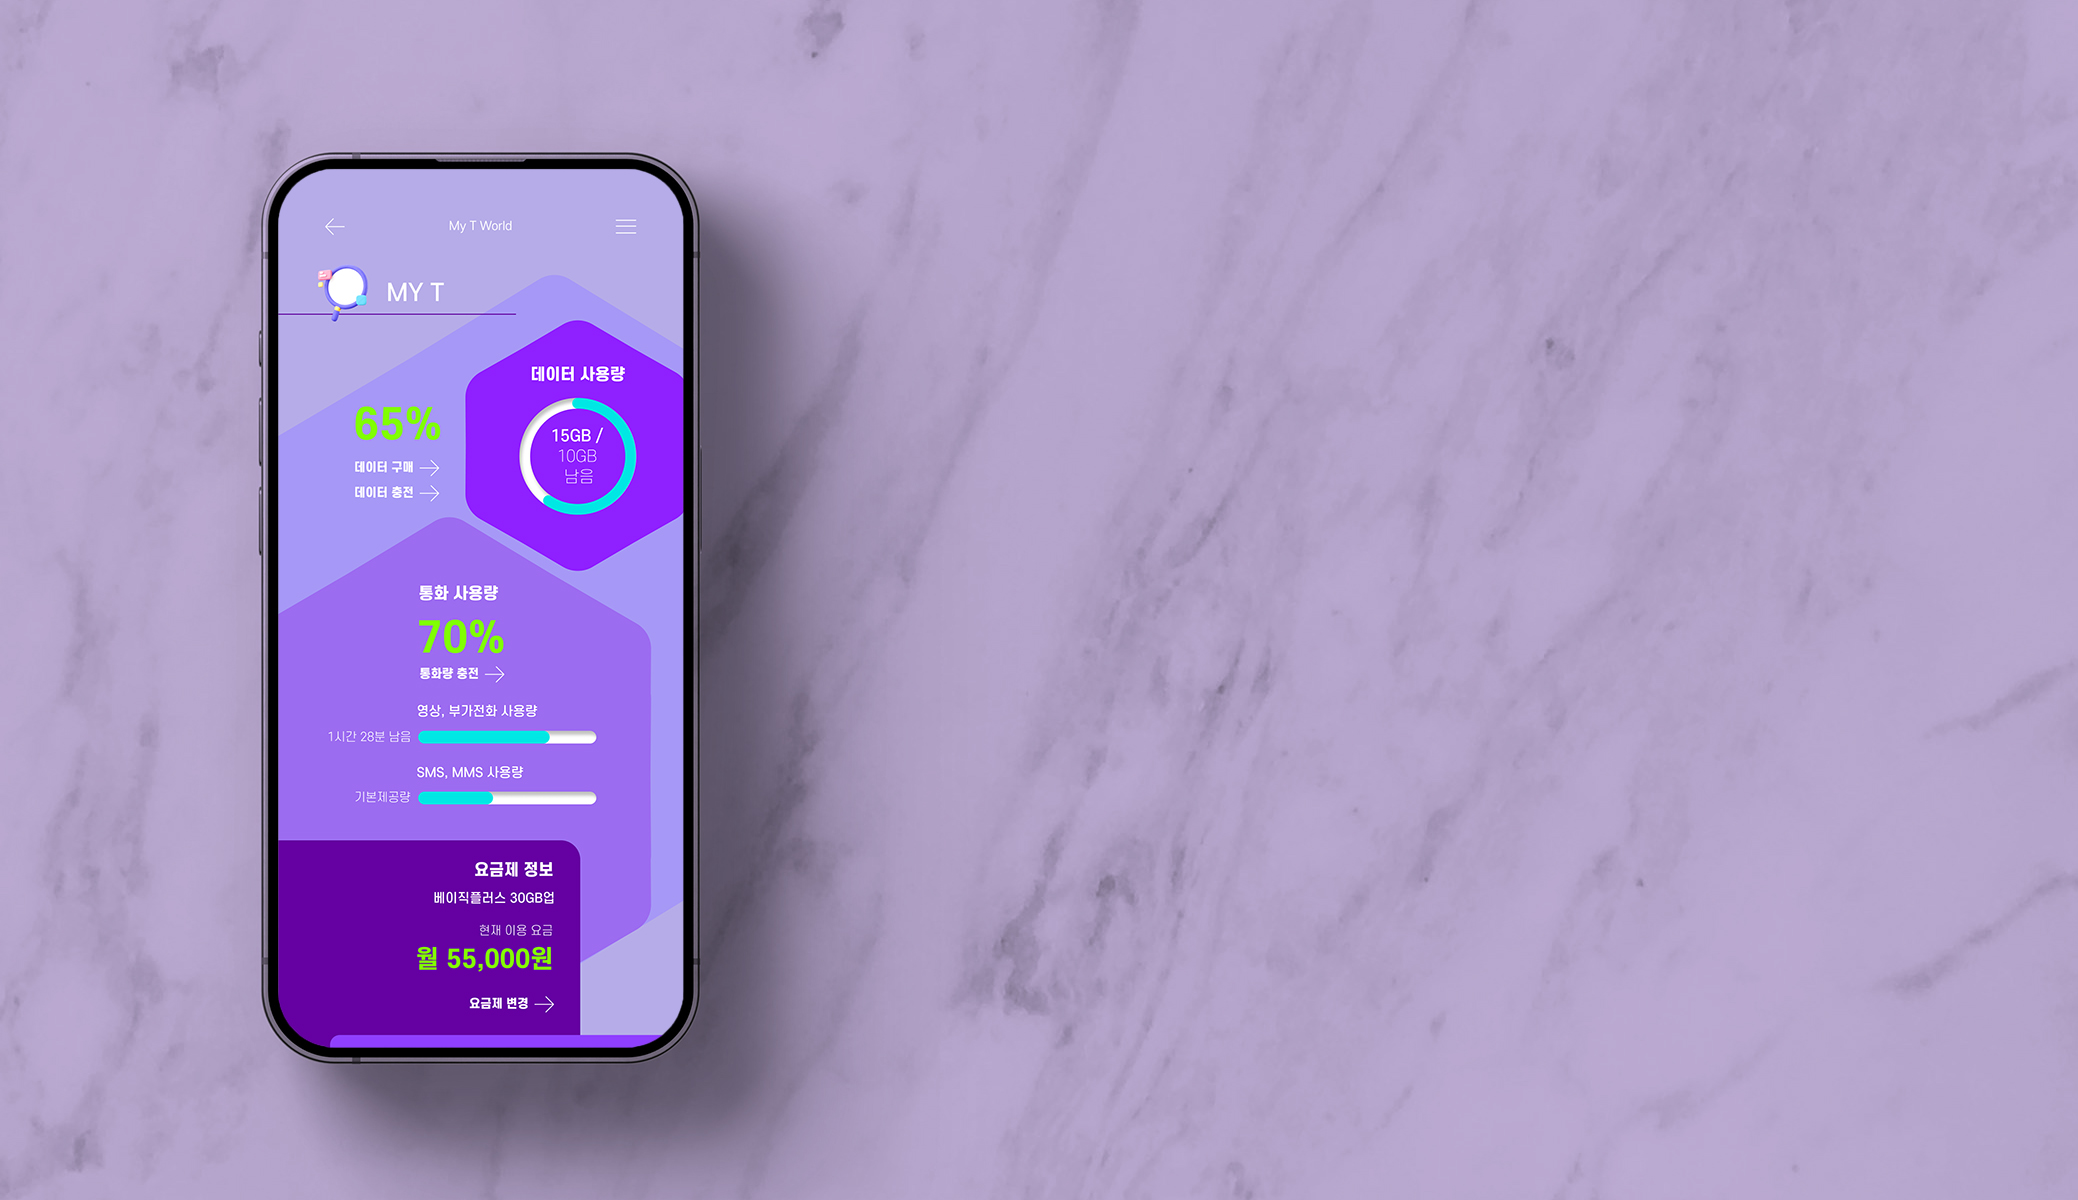 My T World
MY T
데이터 사용량
65%
15GB /
10GB
남음
데이터 구매
데이터 충전
통화 사용량
70%
통화량 충전
영상, 부가전화 사용량
1시간 28분 남음
SMS, MMS 사용량
기본제공량
요금제 정보
베이직플러스 30GB업
현재 이용 요금
월 55,000원
요금제 변경